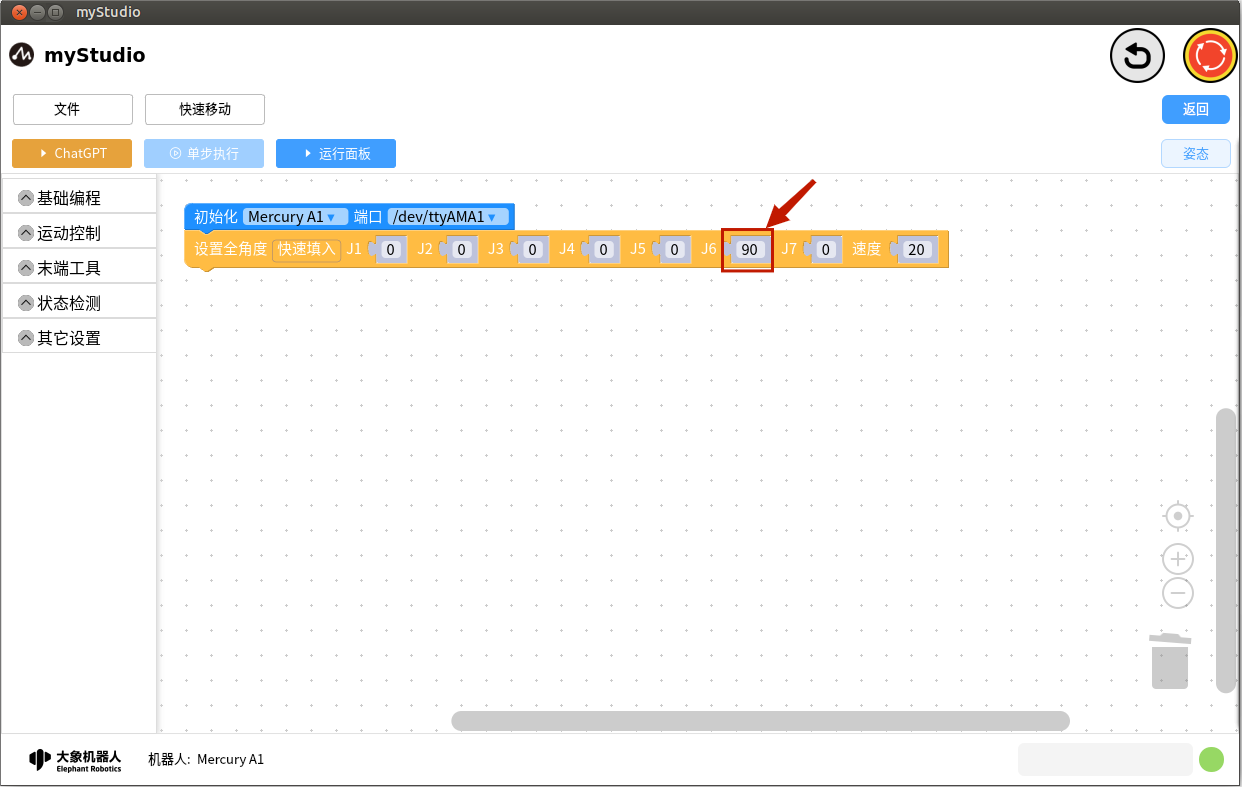 myStudio
myStudio
文件 快速移动 返回
ChatGPT 单步执行 运行面板 姿态
基础编程
运动控制
末端工具
状态检测
其它设置
初始化 Mercury A1 端口 /dev/ttyAMA1
设置全角度 快速填入 J1 0 J2 0 J3 0 J4 0 J5 0 J6 90 J7 0 速度 20
大象机器人
Elephant Robotics
机器人: Mercury A1